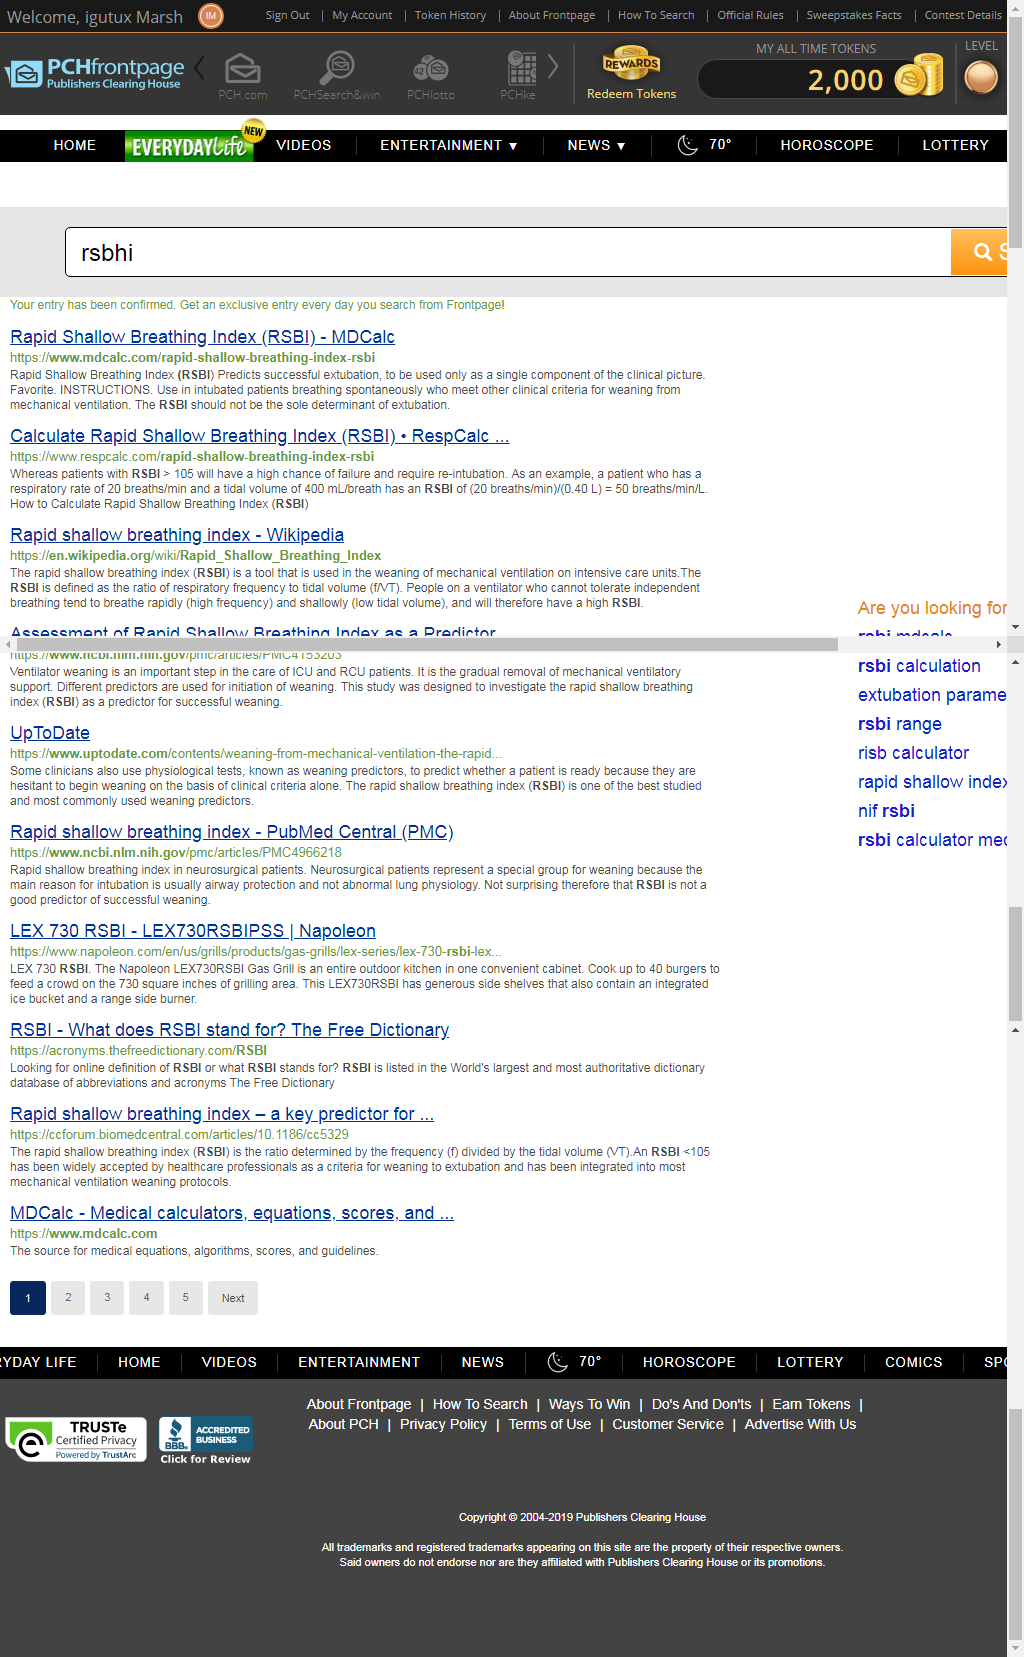 Welcome, igutux Marsh IM Sign Out | My Account | Token History | About Frontpage | How To Search | Official Rules | Sweepstakes Facts | Contest Details
PCHfrontpage
Publishers Clearing House
PCH.com PCHSearch&win PCHlotto PCHke
REWARDS
Redeem Tokens
MY ALL TIME TOKENS
2,000
LEVEL
HOME EVERYDAY Life NEW VIDEOS ENTERTAINMENT ▼ NEWS ▼ 70° HOROSCOPE LOTTERY
rsbhi
Your entry has been confirmed. Get an exclusive entry every day you search from Frontpage!
Rapid Shallow Breathing Index (RSBI) - MDCalc
https://www.mdcalc.com/rapid-shallow-breathing-index-rsbi
Rapid Shallow Breathing Index (RSBI) Predicts successful extubation, to be used only as a single component of the clinical picture.
Favorite. INSTRUCTIONS. Use in intubated patients breathing spontaneously who meet other clinical criteria for weaning from
mechanical ventilation. The RSBI should not be the sole determinant of extubation.
Calculate Rapid Shallow Breathing Index (RSBI) • RespCalc ...
https://www.respcalc.com/rapid-shallow-breathing-index-rsbi
Whereas patients with RSBI > 105 will have a high chance of failure and require re-intubation. As an example, a patient who has a
respiratory rate of 20 breaths/min and a tidal volume of 400 mL/breath has an RSBI of (20 breaths/min)/(0.40 L) = 50 breaths/min/L.
How to Calculate Rapid Shallow Breathing Index (RSBI)
Rapid shallow breathing index - Wikipedia
https://en.wikipedia.org/wiki/Rapid_Shallow_Breathing_Index
The rapid shallow breathing index (RSBI) is a tool that is used in the weaning of mechanical ventilation on intensive care units.The
RSBI is defined as the ratio of respiratory frequency to tidal volume (f/VT). People on a ventilator who cannot tolerate independent
breathing tend to breathe rapidly (high frequency) and shallowly (low tidal volume), and will therefore have a high RSBI.
Assessment of Rapid Shallow Breathing Index as a Predictor
https://www.ncbi.nlm.nih.gov/pmc/articles/PMC4153203
Ventilator weaning is an important step in the care of ICU and RCU patients. It is the gradual removal of mechanical ventilatory
support. Different predictors are used for initiation of weaning. This study was designed to investigate the rapid shallow breathing
index (RSBI) as a predictor for successful weaning.
UpToDate
https://www.uptodate.com/contents/weaning-from-mechanical-ventilation-the-rapid...
Some clinicians also use physiological tests, known as weaning predictors, to predict whether a patient is ready because they are
hesitant to begin weaning on the basis of clinical criteria alone. The rapid shallow breathing index (RSBI) is one of the best studied
and most commonly used weaning predictors.
Rapid shallow breathing index - PubMed Central (PMC)
https://www.ncbi.nlm.nih.gov/pmc/articles/PMC4966218
Rapid shallow breathing index in neurosurgical patients. Neurosurgical patients represent a special group for weaning because the
main reason for intubation is usually airway protection and not abnormal lung physiology. Not surprising therefore that RSBI is not a
good predictor of successful weaning.
LEX 730 RSBI - LEX730RSBIPSS | Napoleon
https://www.napoleon.com/en/us/grills/products/gas-grills/lex-series/lex-730-rsbi-lex...
LEX 730 RSBI. The Napoleon LEX730RSBI Gas Grill is an entire outdoor kitchen in one convenient cabinet. Cook up to 40 burgers to
feed a crowd on the 730 square inches of grilling area. This LEX730RSBI has generous side shelves that also contain an integrated
ice bucket and a range side burner.
RSBI - What does RSBI stand for? The Free Dictionary
https://acronyms.thefreedictionary.com/RSBI
Looking for online definition of RSBI or what RSBI stands for? RSBI is listed in the World's largest and most authoritative dictionary
database of abbreviations and acronyms The Free Dictionary
Rapid shallow breathing index – a key predictor for ...
https://ccforum.biomedcentral.com/articles/10.1186/cc5329
The rapid shallow breathing index (RSBI) is the ratio determined by the frequency (f) divided by the tidal volume (VT).An RSBI <105
has been widely accepted by healthcare professionals as a criteria for weaning to extubation and has been integrated into most
mechanical ventilation weaning protocols.
MDCalc - Medical calculators, equations, scores, and ...
https://www.mdcalc.com
The source for medical equations, algorithms, scores, and guidelines.
Are you looking for
rsbi mdcalc
rsbi calculation
extubation parame
rsbi range
risb calculator
rapid shallow index
nif rsbi
rsbi calculator med
1 2 3 4 5 Next
RYDAY LIFE HOME VIDEOS ENTERTAINMENT NEWS 70° HOROSCOPE LOTTERY COMICS SPO
TRUSTe
Certified Privacy
Powered by TrustArc
BBB.
ACCREDITED
BUSINESS
Click for Review
About Frontpage | How To Search | Ways To Win | Do's And Don'ts | Earn Tokens |
About PCH | Privacy Policy | Terms of Use | Customer Service | Advertise With Us
Copyright © 2004-2019 Publishers Clearing House
All trademarks and registered trademarks appearing on this site are the property of their respective owners.
Said owners do not endorse nor are they affiliated with Publishers Clearing House or its promotions.